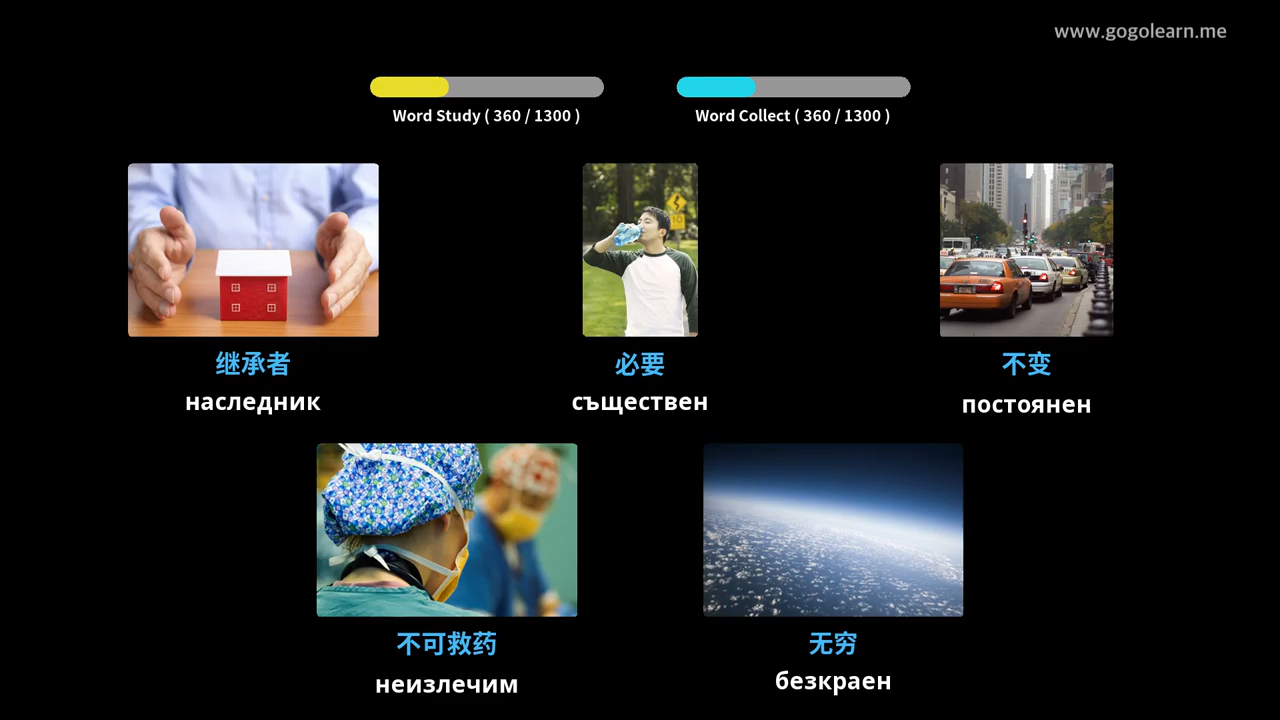 www.gogolearn.me
Word Study ( 360 / 1300 )
Word Collect ( 360 / 1300 )
继承者
наследник
必要
съществен
不变
постоянен
不可救药
неизлечим
无穷
безкраен